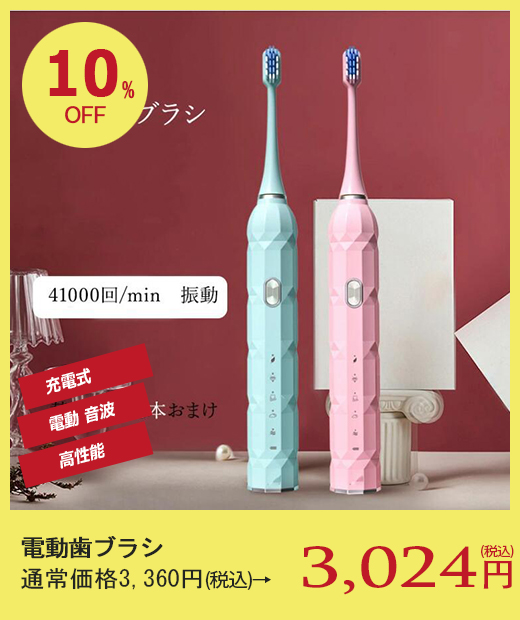 10%
OFF
ブラシ
41000回/min 振動
充電式
電動 音波
本おまけ
高性能
電動歯ブラシ
通常価格3,360円(税込)→
3,024円(税込)